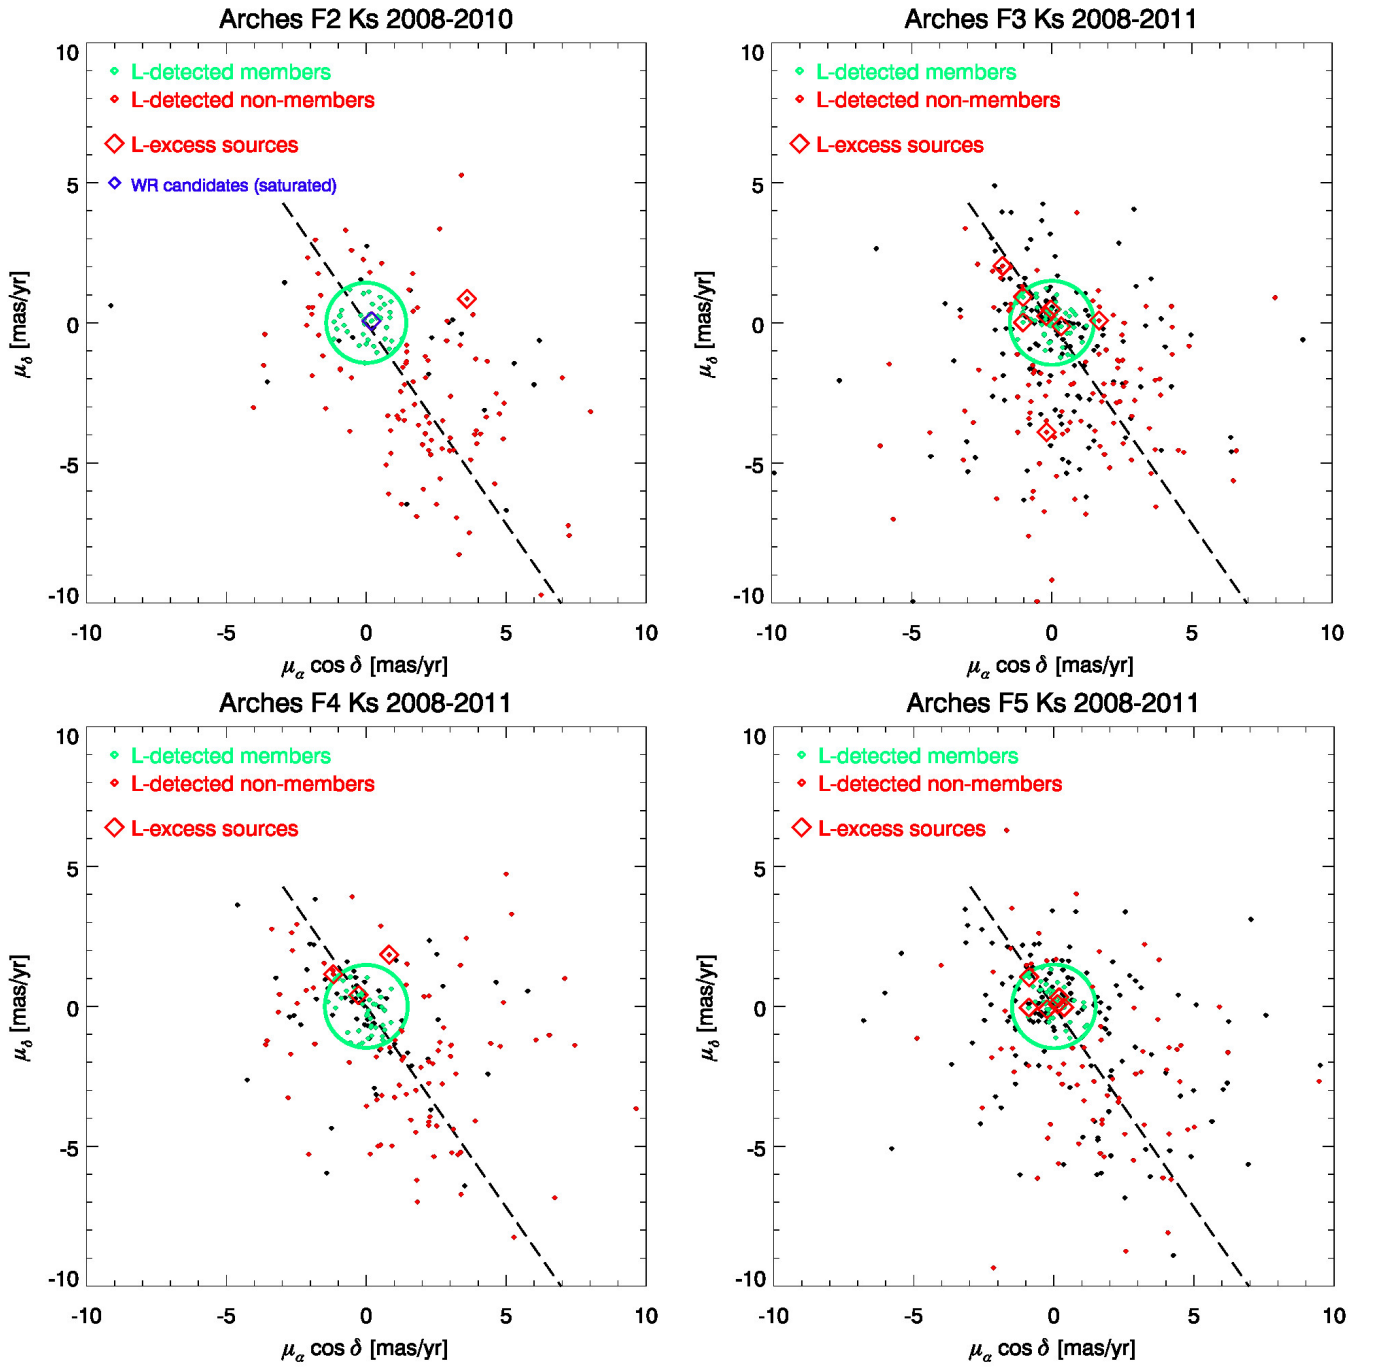 Arches F2 Ks 2008-2010
10
5
0
-5
-10
μδ [mas/yr]
L-detected members
L-detected non-members
L-excess sources
WR candidates (saturated)
-10 -5 0 5 10
μα cos δ [mas/yr]
Arches F3 Ks 2008-2011
10
5
0
-5
-10
μδ [mas/yr]
L-detected members
L-detected non-members
L-excess sources
-10 -5 0 5 10
μα cos δ [mas/yr]
Arches F4 Ks 2008-2011
10
5
0
-5
-10
μδ [mas/yr]
L-detected members
L-detected non-members
L-excess sources
-10 -5 0 5 10
μα cos δ [mas/yr]
Arches F5 Ks 2008-2011
10
5
0
-5
-10
μδ [mas/yr]
L-detected members
L-detected non-members
L-excess sources
-10 -5 0 5 10
μα cos δ [mas/yr]